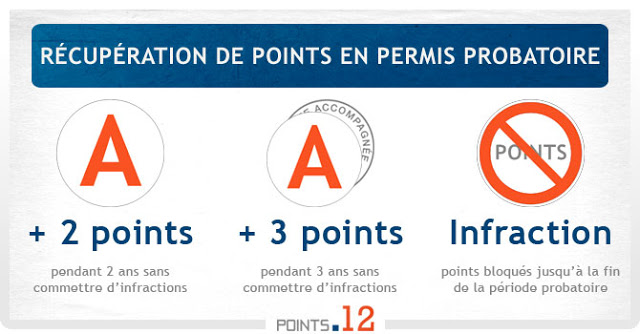 RÉCUPÉRATION DE POINTS EN PERMIS PROBATOIRE
A
A
E ACCOMPAGNÉE
POINTS
+ 2 points
+ 3 points
Infraction
pendant 2 ans sans
commettre d'infractions
pendant 3 ans sans
commettre d'infractions
points bloqués jusqu'à la fin
de la période probatoire
POINTS.12